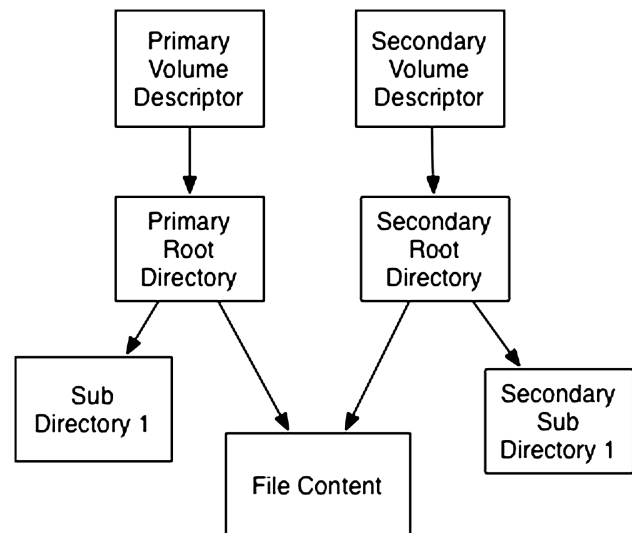 Primary
Volume
Descriptor
Secondary
Volume
Descriptor
Primary
Root
Directory
Secondary
Root
Directory
Sub
Directory 1
File Content
Secondary
Sub
Directory 1